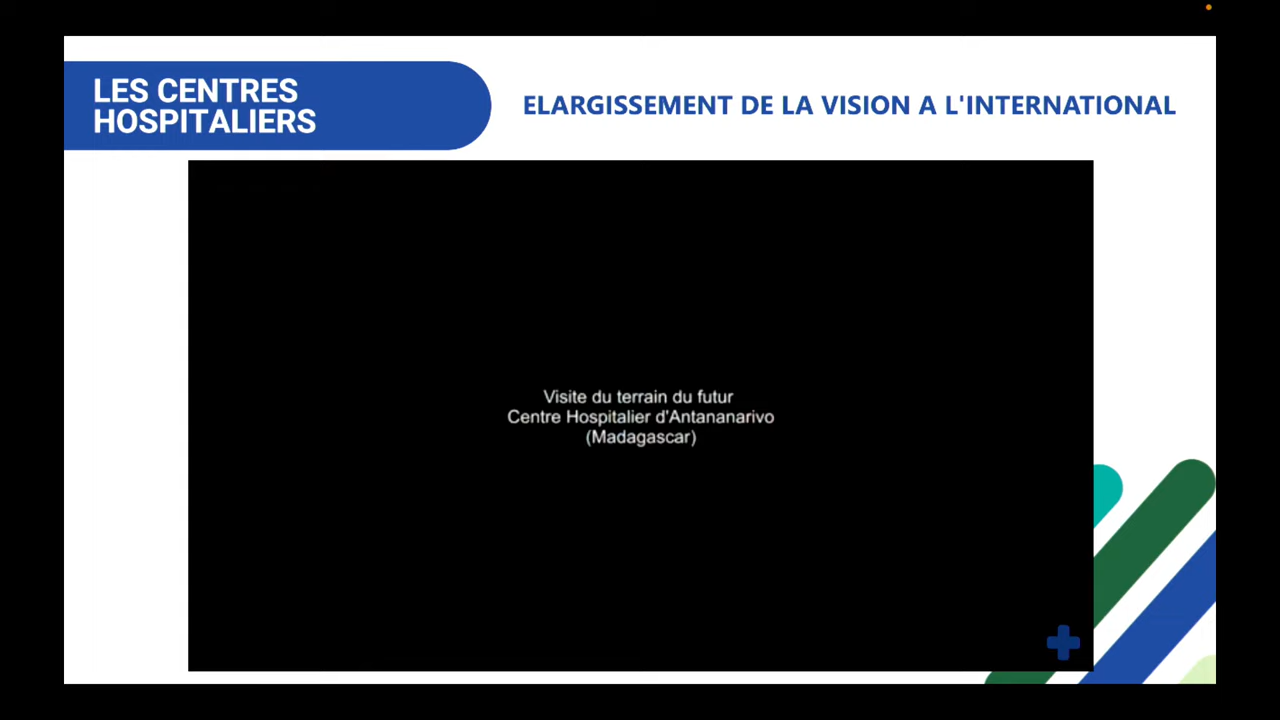 LES CENTRES
HOSPITALIERS
ELARGISSEMENT DE LA VISION A L'INTERNATIONAL
Visite du terrain du futur
Centre Hospitalier d'Antananarivo
(Madagascar)